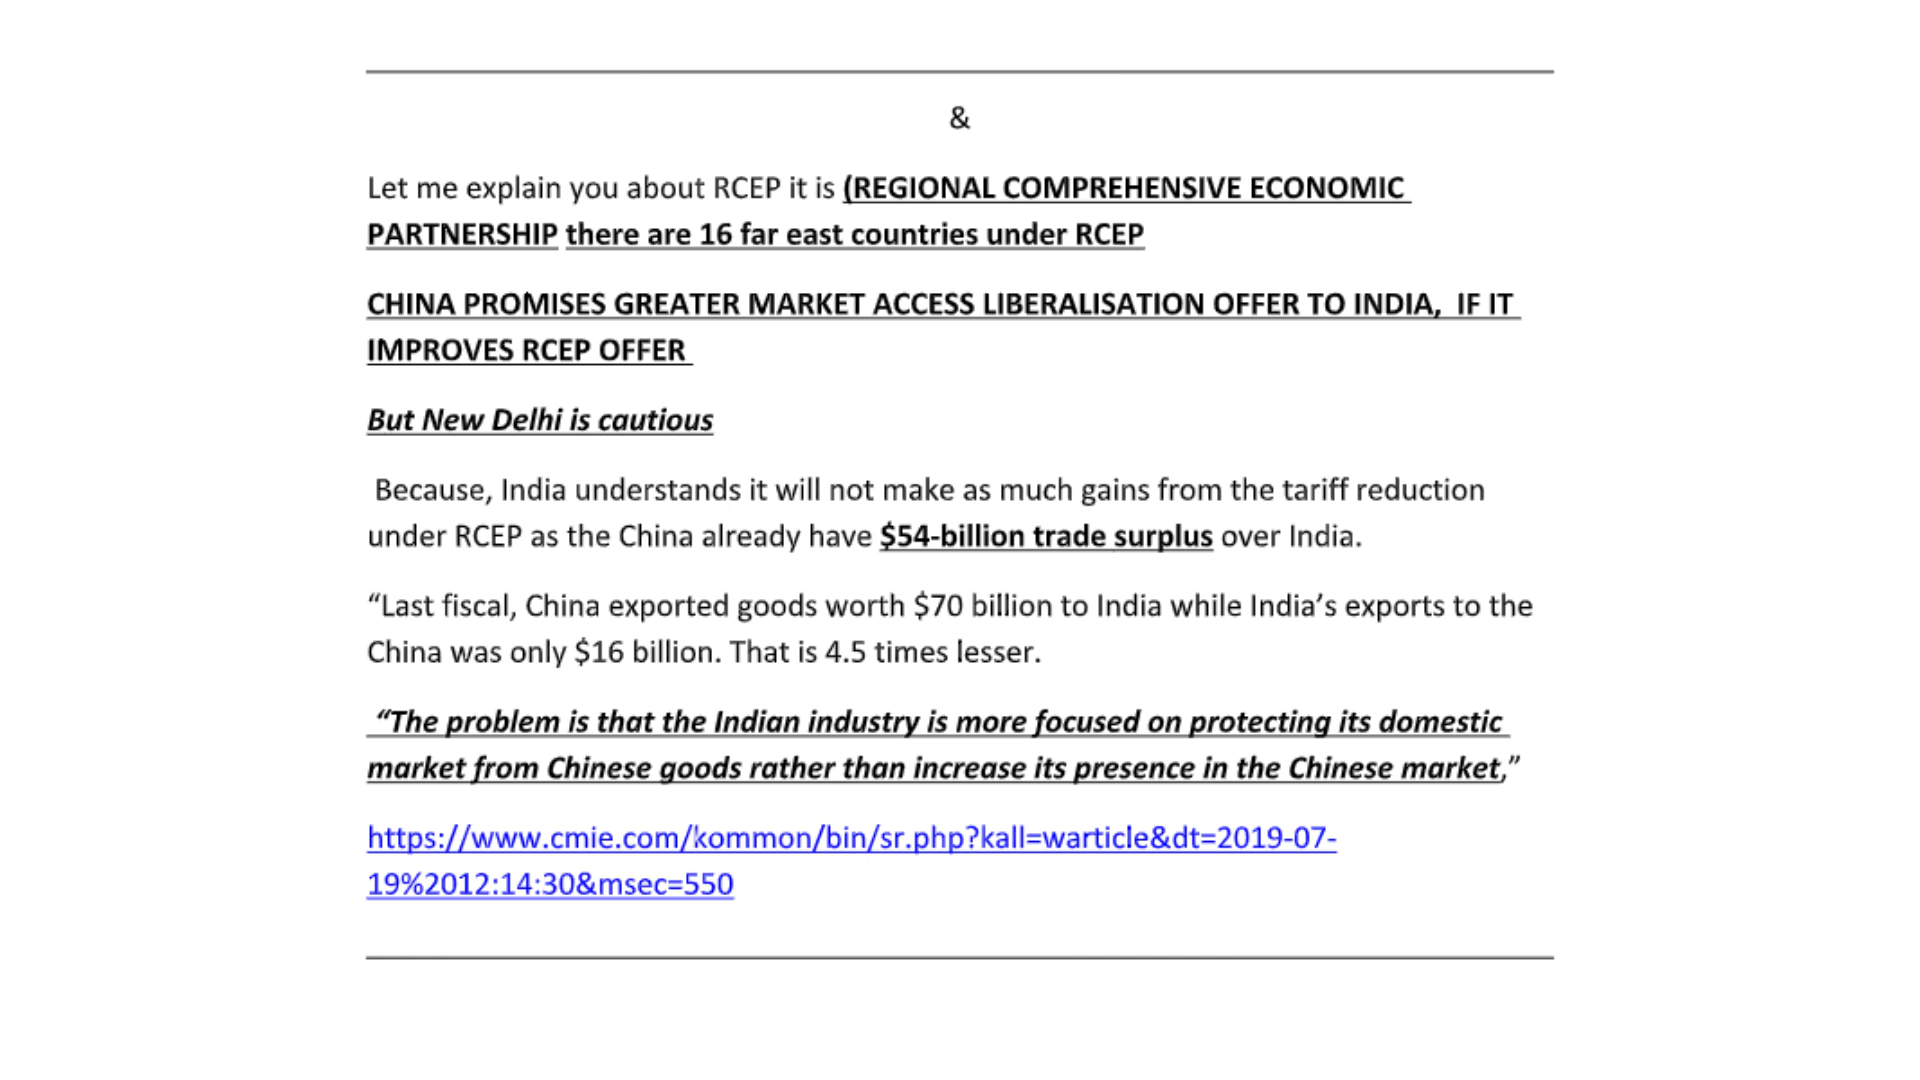 &
Let me explain you about RCEP it is (REGIONAL COMPREHENSIVE ECONOMIC
PARTNERSHIP there are 16 far east countries under RCEP
CHINA PROMISES GREATER MARKET ACCESS LIBERALISATION OFFER TO INDIA,  IF IT
IMPROVES RCEP OFFER
But New Delhi is cautious
Because, India understands it will not make as much gains from the tariff reduction
under RCEP as the China already have $54-billion trade surplus over India.
“Last fiscal, China exported goods worth $70 billion to India while India’s exports to the
China was only $16 billion. That is 4.5 times lesser.
“The problem is that the Indian industry is more focused on protecting its domestic
market from Chinese goods rather than increase its presence in the Chinese market,”
https://www.cmie.com/kommon/bin/sr.php?kall=warticle&dt=2019-07-
19%2012:14:30&msec=550